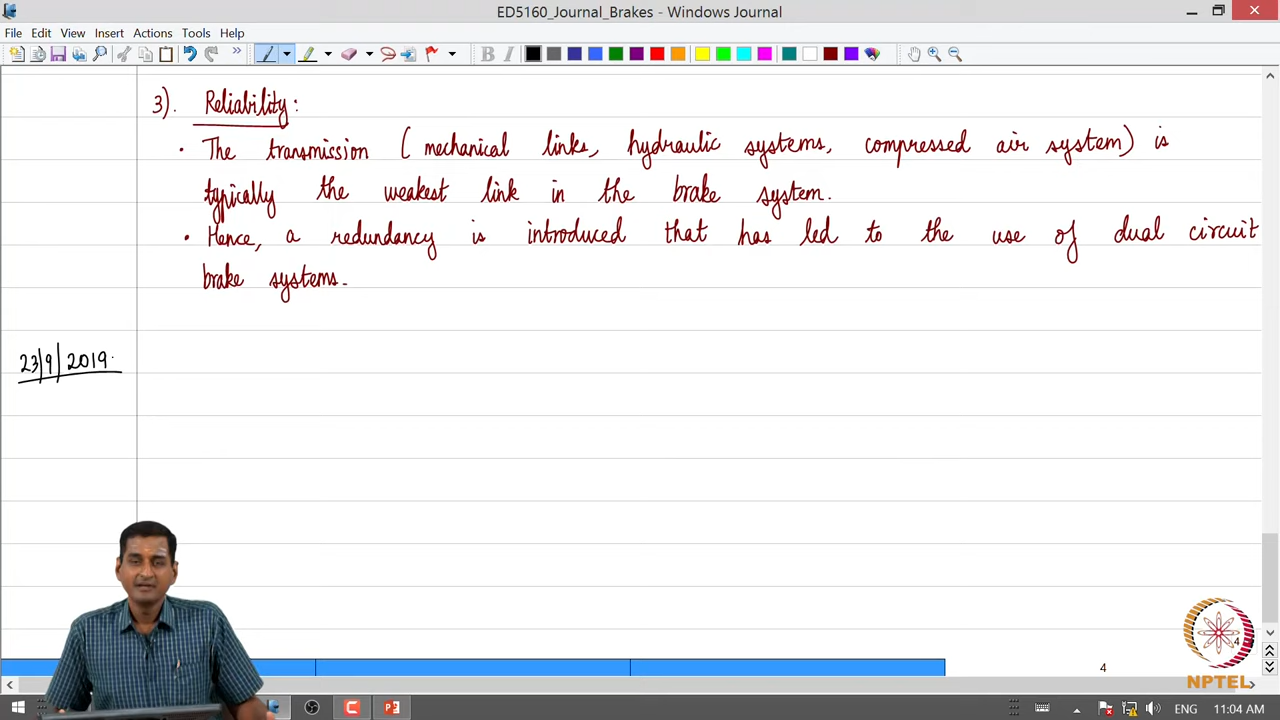 ED5160_Journal_Brakes - Windows Journal
File Edit View Insert Actions Tools Help
3). Reliability:
• The transmission (mechanical links, hydraulic systems, compressed air system) is
typically the weakest link in the brake system.
• Hence, a redundancy is introduced that has led to the use of dual circuit
brake systems.
23/9/2019
4
4
NPTEL
ENG 11:04 AM